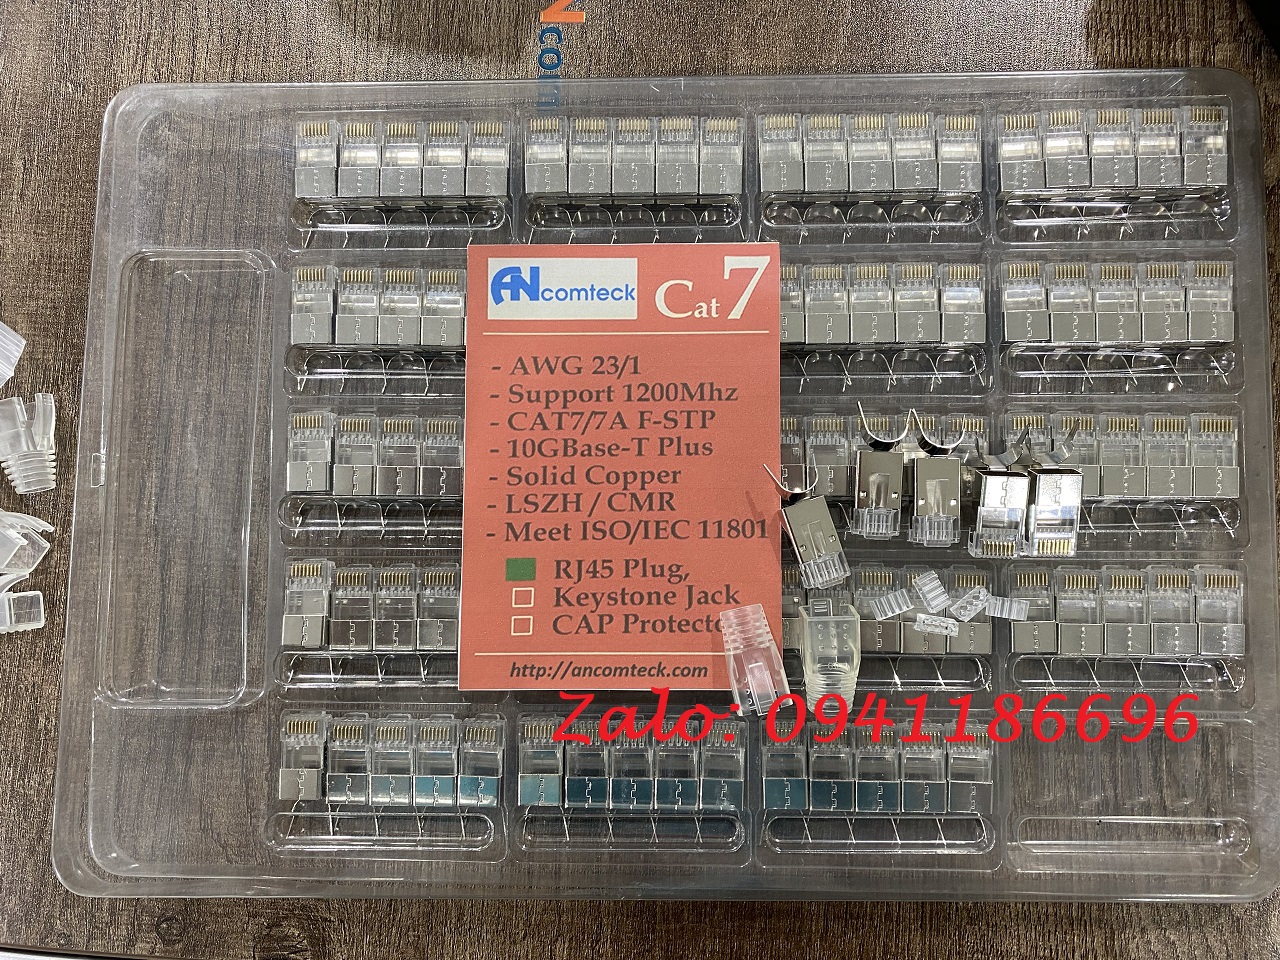 com
ANcomteck Cat 7
- AWG 23/1
- Support 1200Mhz
- CAT7/7A F-STP
- 10GBase-T Plus
- Solid Copper
- LSZH / CMR
- Meet ISO/IEC 11801
RJ45 Plug,
Keystone Jack
CAP Protecto
http://ancomteck.com
Zalo: 0941186696